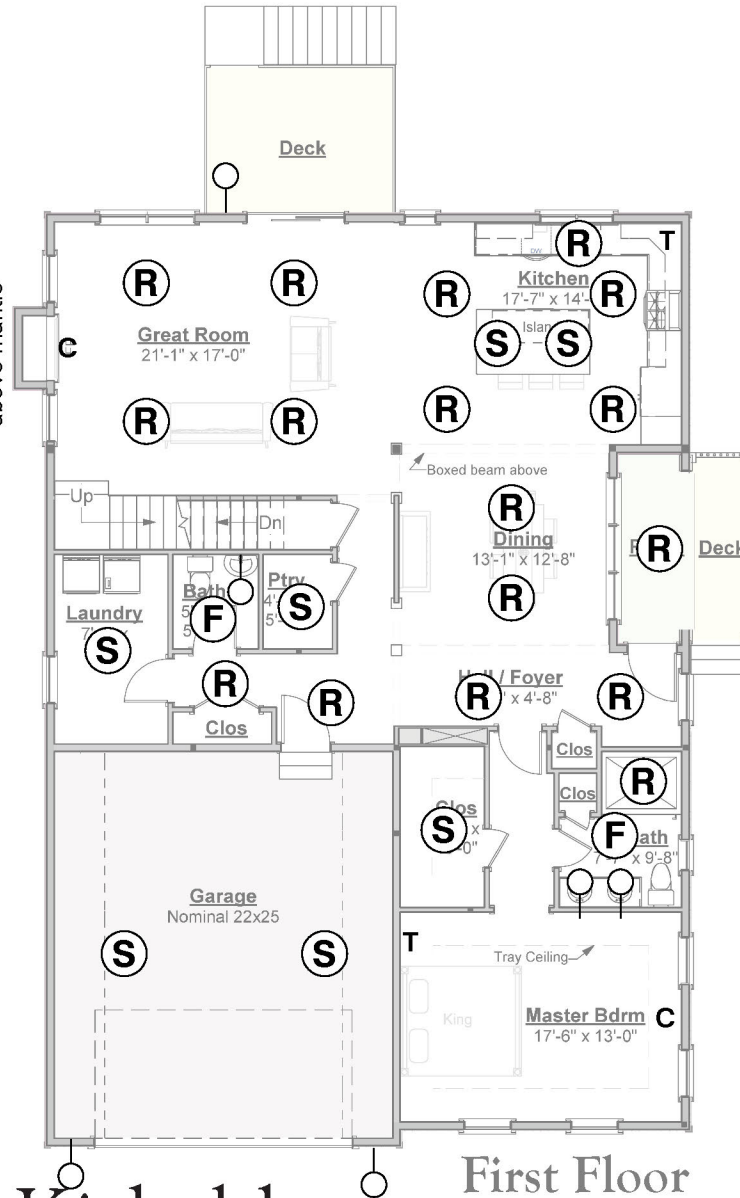 Deck
above mantle
R
R
R
T
Kitchen
R
R
17'-7" x 14'-
C
Great Room
21'-1" x 17'-0"
S
S
R
R
R
R
Boxed beam above
Up
Dn
R
Dining
13'-1" x 12'-8"
R
R
Deck
Laundry
Bath
Ptry
S
F
S
R
R
Clos
Hall / Foyer
' x 4'-8"
R
R
Clos
Clos
R
Clos
S
F
ath
x 9'-8"
Garage
Nominal 22x25
S
S
T
Tray Ceiling
King
Master Bdrm
17'-6" x 13'-0"
C
First Floor